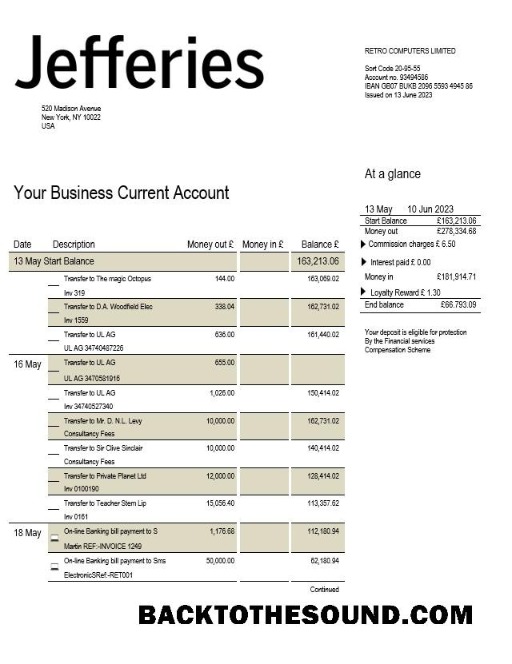 Jefferies
520 Madison Avenue
New York, NY 10022
USA
RETRO COMPUTERS LIMITED
Sort Code 20-95-55
Account no. 93494586
IBAN GB07 BUKB 2096 5593 4945 86
Issued on 13 June 2023
At a glance
13 May 10 Jun 2023
Start Balance £163,213.06
Money out £278,334.68
Commission charges £ 6.50
Interest paid £ 0.00
Money in £181,914.71
Loyalty Reward £ 1.30
End balance £66.793.09
Your deposit is eligible for protection
By the Financial services
Compensation Scheme
Your Business Current Account
Date Description Money out £ Money in £ Balance £
13 May Start Balance 163,213.06
Transfer to The magic Octopus 144.00 163,069.02
Inv 319
Transfer to D.A. Woodfield Elec 338.04 162,731.02
Inv 1559
Transfer to UL AG 636.00 161,440.02
UL AG 34740487226
16 May Transfer to UL AG 655.00
UL AG 3470581916
Transfer to UL AG 1,026.00 150,414.02
Inv 34740527340
Transfer to Mr. D. N.L. Levy 10,000.00 162,731.02
Consultancy Fees
Transfer to Sir Clive Sinclair 10,000.00 140,414.02
Consultancy Fees
Transfer to Private Planet Ltd 12,000.00 128,414.02
Inv 0100190
Transfer to Teacher Stem Lip 15,056.40 113,357.62
Inv 0161
18 May On-line Banking bill payment to S 1,176.68 112,180.94
Martin REF:-INVOICE 1249
On-line Banking bill payment to Sms 50,000.00 62,180.94
ElectronicSRef:-RET001
Continued
BACKTOTHESOUND.COM